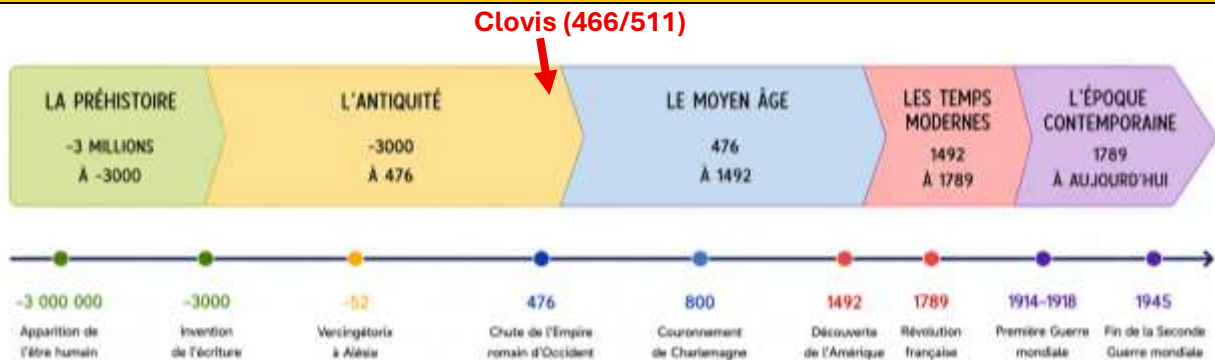 Clovis (466/511)
LA PRÉHISTOIRE
-3 MILLIONS
À -3000
L'ANTIQUITÉ
-3000
À 476
LE MOYEN ÂGE
476
À 1492
LES TEMPS
MODERNES
1492
À 1789
L'ÉPOQUE
CONTEMPORAINE
1789
À AUJOURD'HUI
-3 000 000
Apparition de
l'être humain
-3000
Invention
de l'écriture
-52
Vercingétorix
à Alésia
476
Chute de l'Empire
romain d'Occident
800
Couronnement
de Charlemagne
1492
Découverte
de l'Amérique
1789
Révolution
française
1914-1918
Première Guerre
mondiale
1945
Fin de la Seconde
Guerre mondiale